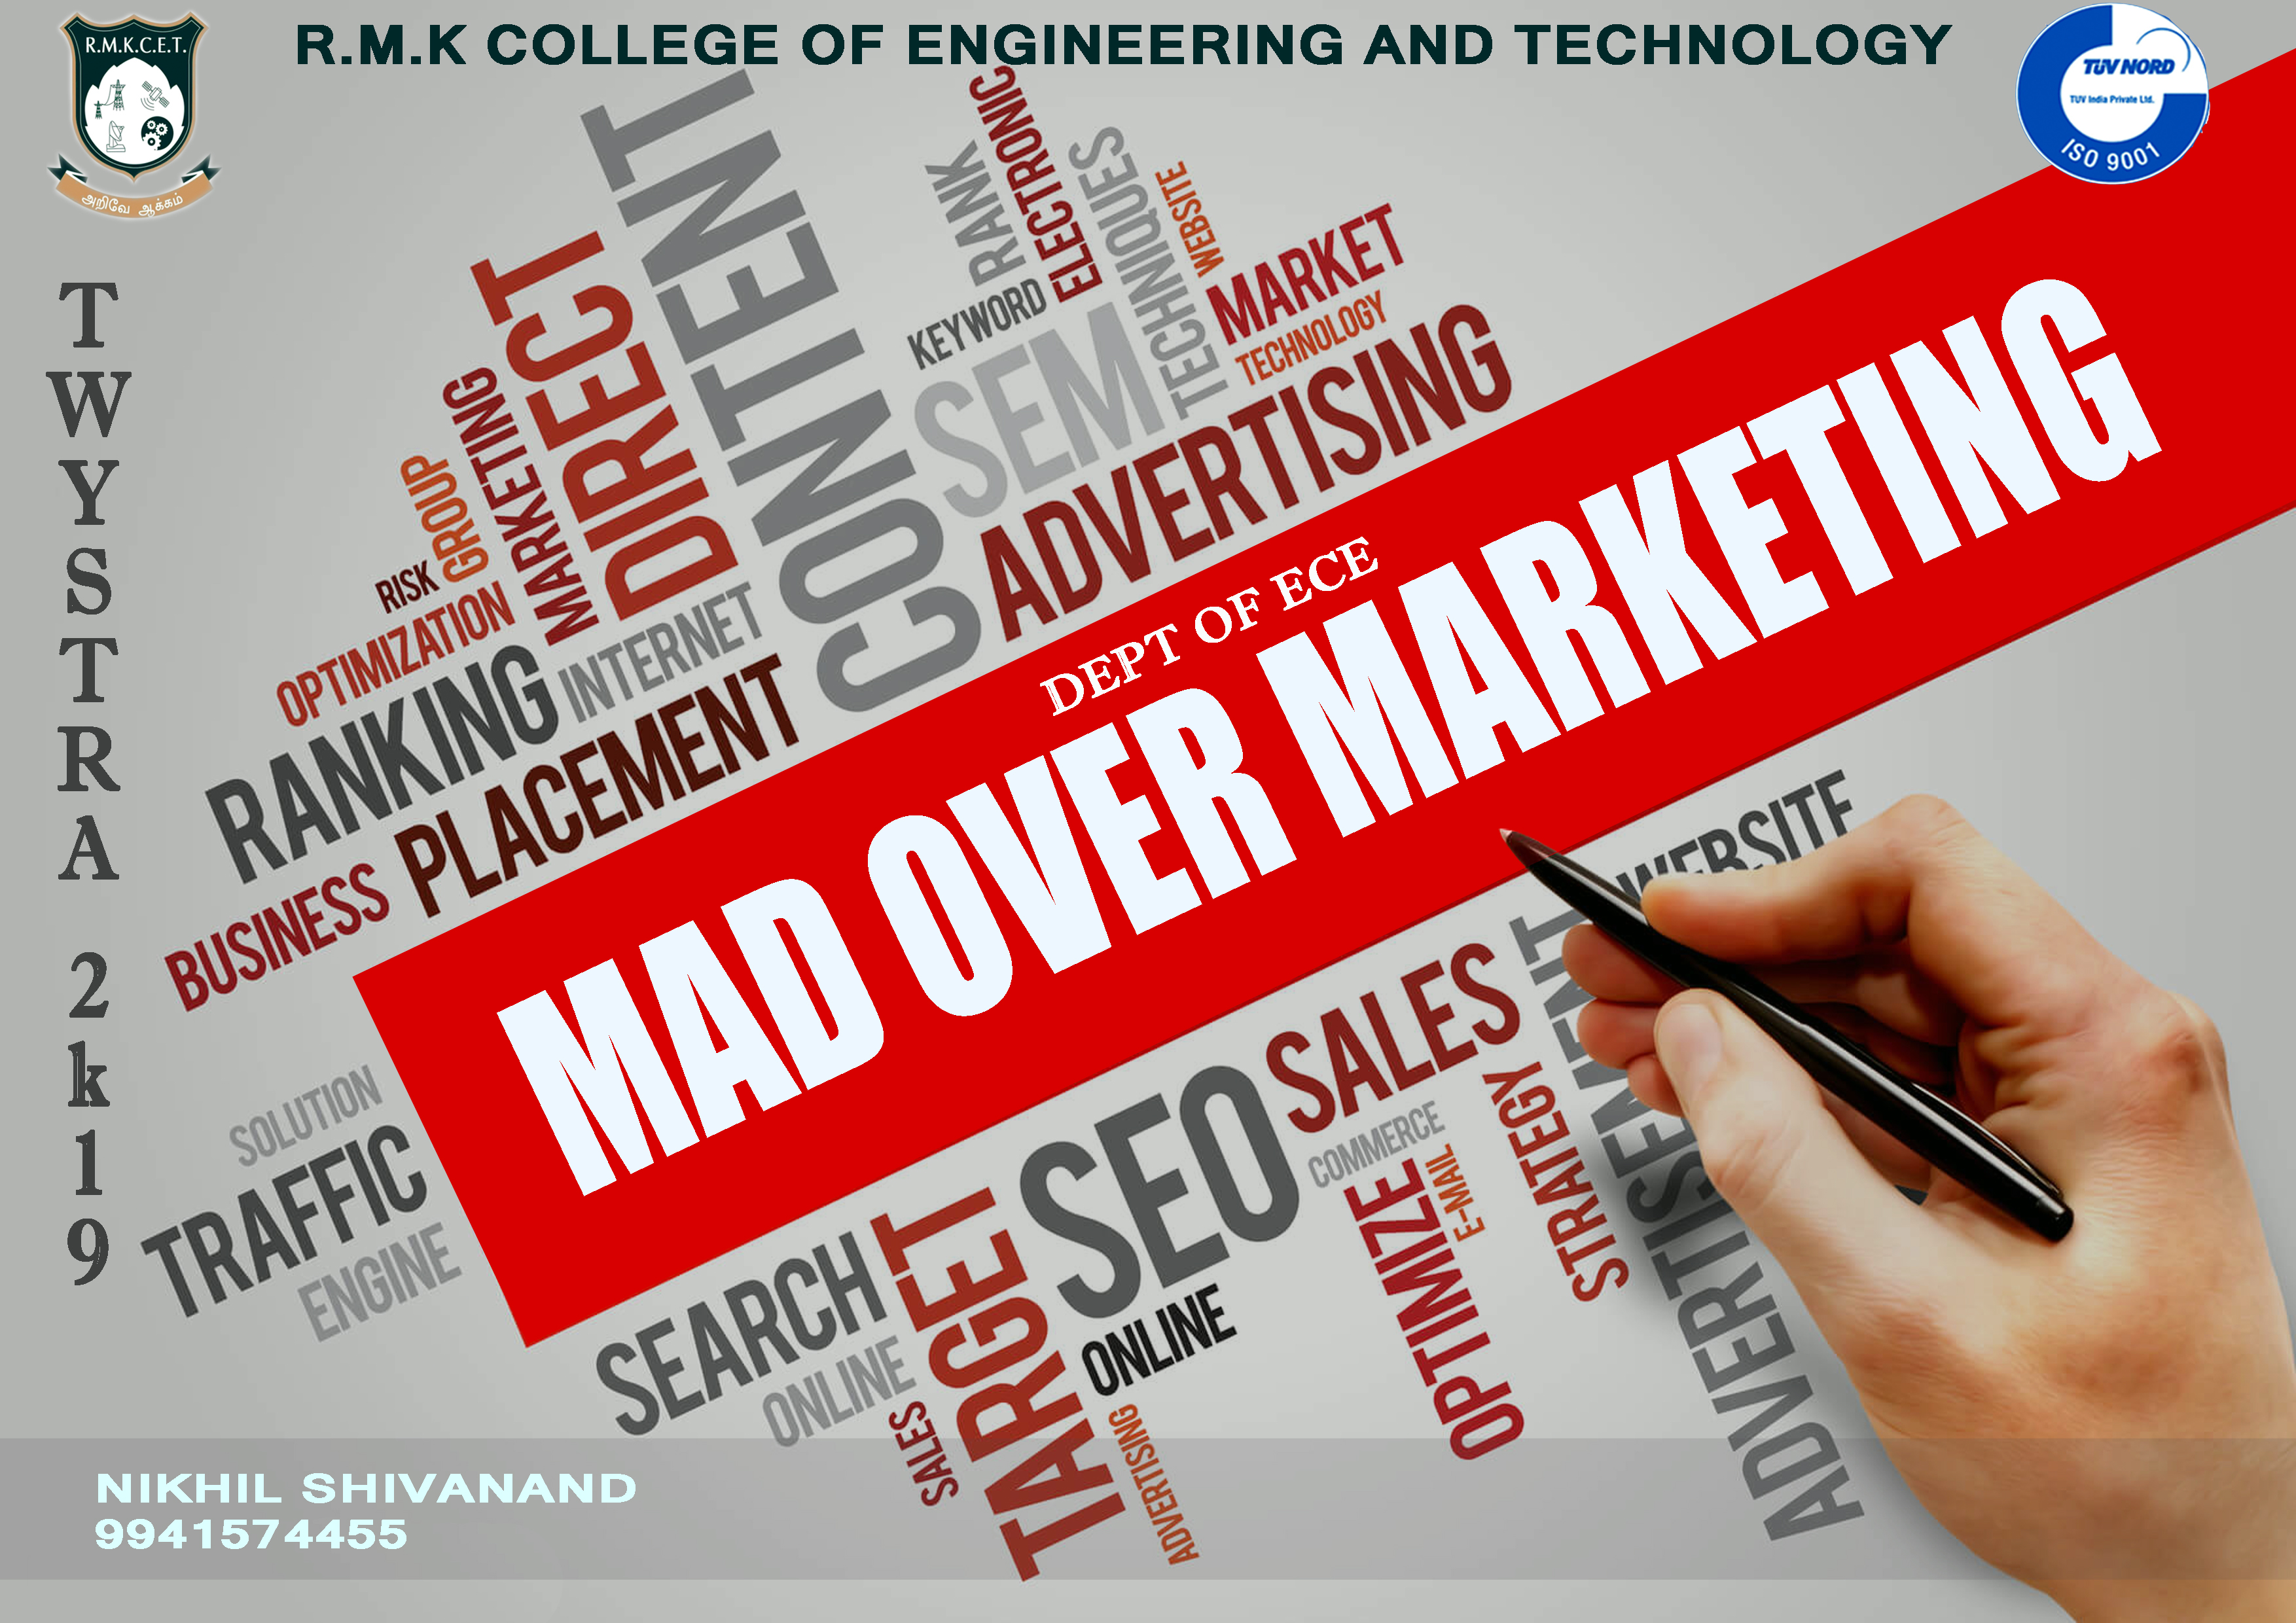 R.M.K COLLEGE OF ENGINEERING AND TECHNOLOGY
R.M.K.C.E.T.
அறிவே ஆக்கம்
TÜV NORD
TUV India Private Ltd.
ISO 9001
TWYSTRA 2k19
CONTENT
DIRECT
MARKETING
GROUP
RISK
OPTIMIZATION
RANKING
INTERNET
BUSINESS
PLACEMENT
RANK
ELECTRONIC
KEYWORD
TECHNIQUES
WEBSITE
MARKET
TECHNOLOGY
SEM
ADVERTISING
DEPT OF ECE
MAD OVER MARKETING
SOLUTION
TRAFFIC
ENGINE
SEARCH
ONLINE
SALES
TARGET
SEO
ONLINE
ADVERTISING
SALES
COMMERCE
OPTIMIZE
E-MAIL
STRATEGY
ADVERTISEMENT
WEBSITE
NIKHIL SHIVANAND
9941574455